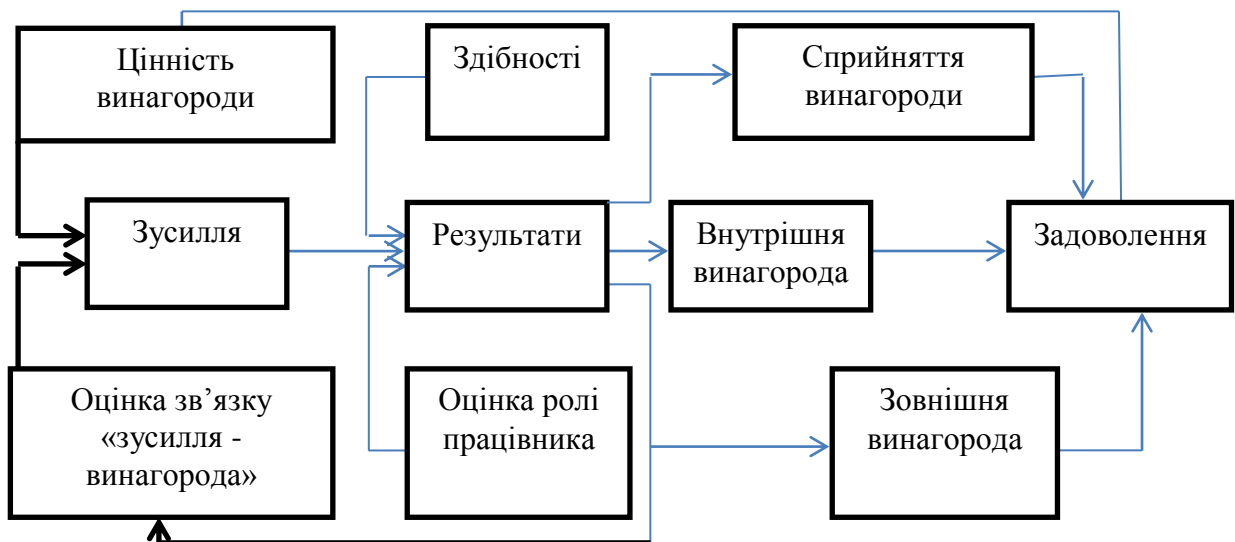 Цінність
винагороди
Здібності
Сприйняття
винагороди
Зусилля
Результати
Внутрішня
винагорода
Задоволення
Оцінка зв’язку
«зусилля -
винагорода»
Оцінка ролі
працівника
Зовнішня
винагорода